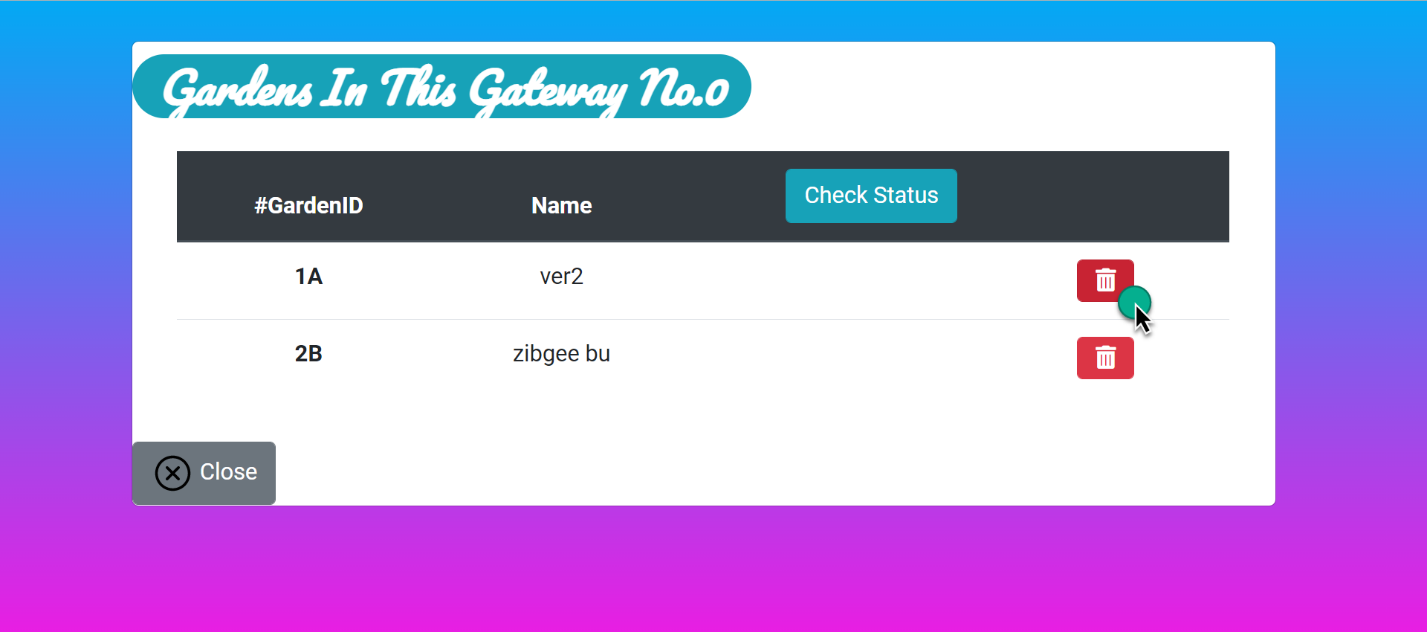 Gardens In This Gateway No.0
#GardenID Name Check Status
1A ver2
2B zibgee bu
Close